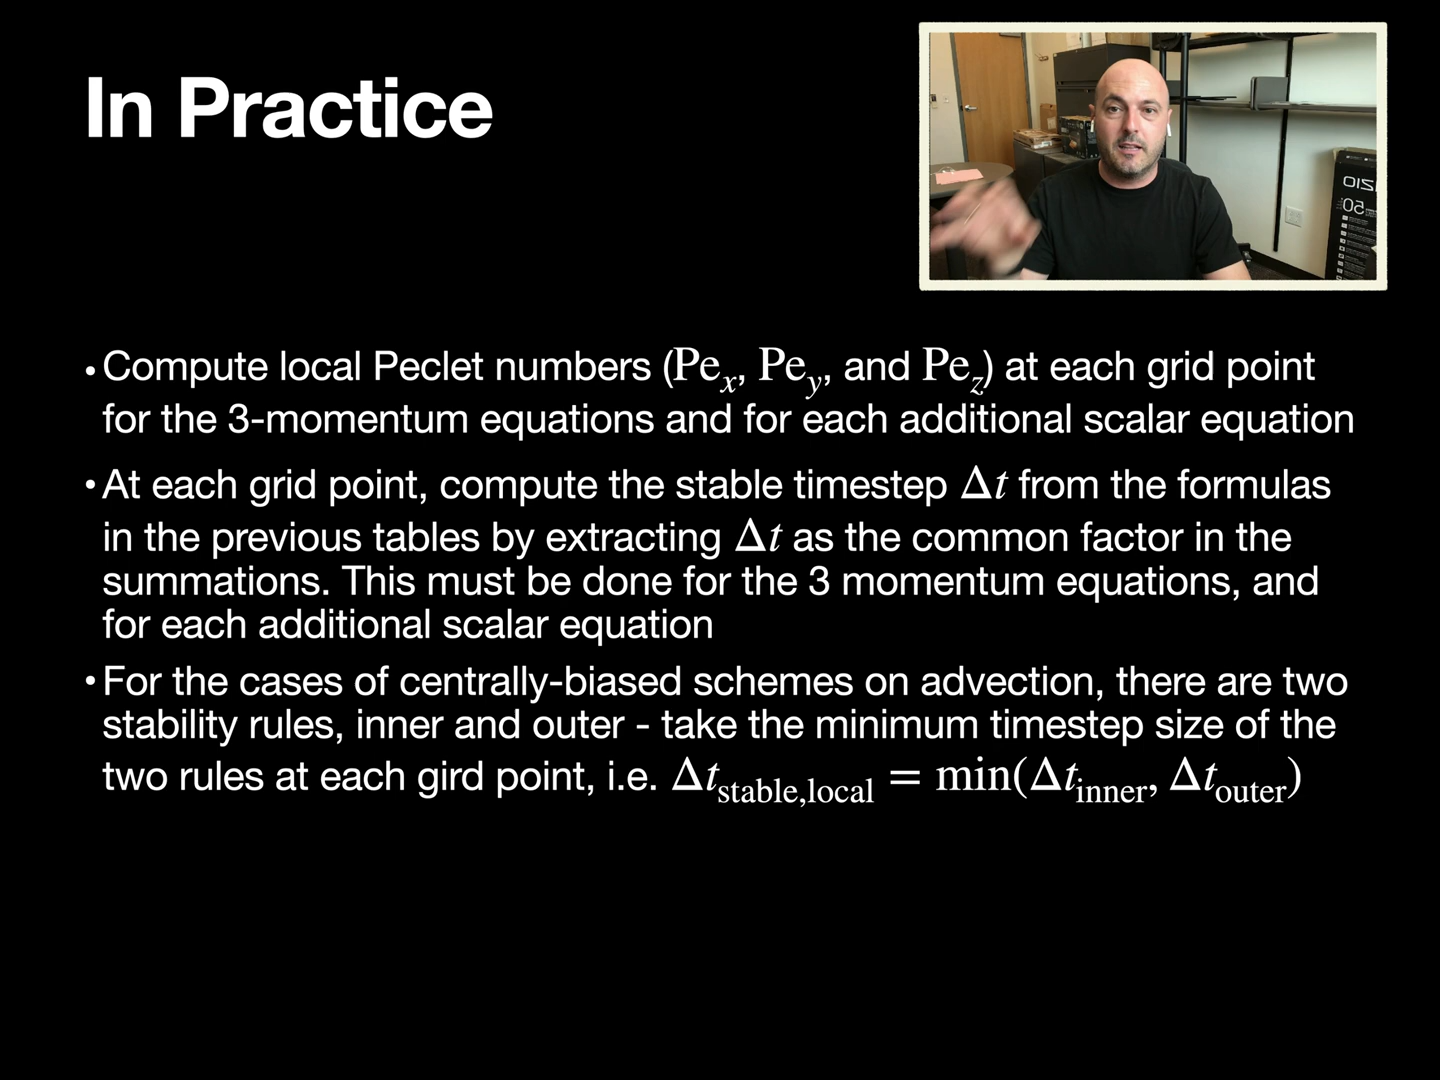 In Practice
• Compute local Peclet numbers (Peₓ, Pe_y, and Pe_z) at each grid point
for the 3-momentum equations and for each additional scalar equation
• At each grid point, compute the stable timestep Δt from the formulas
in the previous tables by extracting Δt as the common factor in the
summations. This must be done for the 3 momentum equations, and
for each additional scalar equation
• For the cases of centrally-biased schemes on advection, there are two
stability rules, inner and outer - take the minimum timestep size of the
two rules at each gird point, i.e. Δt_stable,local = min(Δt_inner, Δt_outer)
50